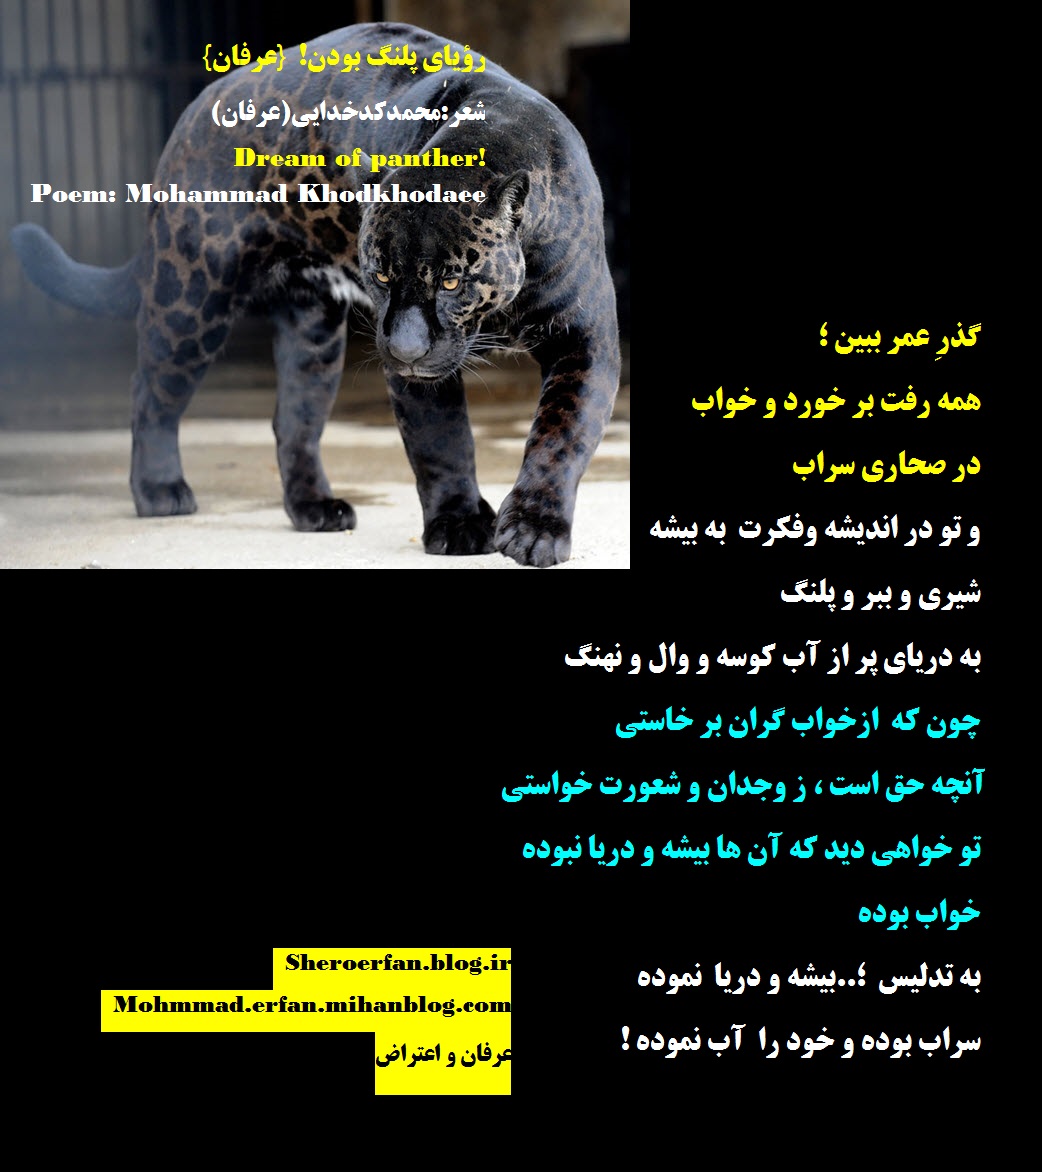 رؤیای پلنگ بودن! {عرفان}
شعر:محمدکدخدایی(عرفان)
Dream of panther!
Poem: Mohammad Khodkhodaee
گذرِ عمر ببین ؛
همه رفت بر خورد و خواب
در صحاری سراب
و تو در اندیشه وفکرت به بیشه
شیری و ببر و پلنگ
به دریای پر از آب کوسه و وال و نهنگ
چون که ازخواب گران بر خاستی
آنچه حق است ، ز وجدان و شعورت خواستی
تو خواهی دید که آن ها بیشه و دریا نبوده
خواب بوده
به تدلیس ؛..بیشه و دریا نموده
سراب بوده و خود را آب نموده !
Sheroerfan.blog.ir
Mohmmad.erfan.mihanblog.com
عرفان و اعتراض